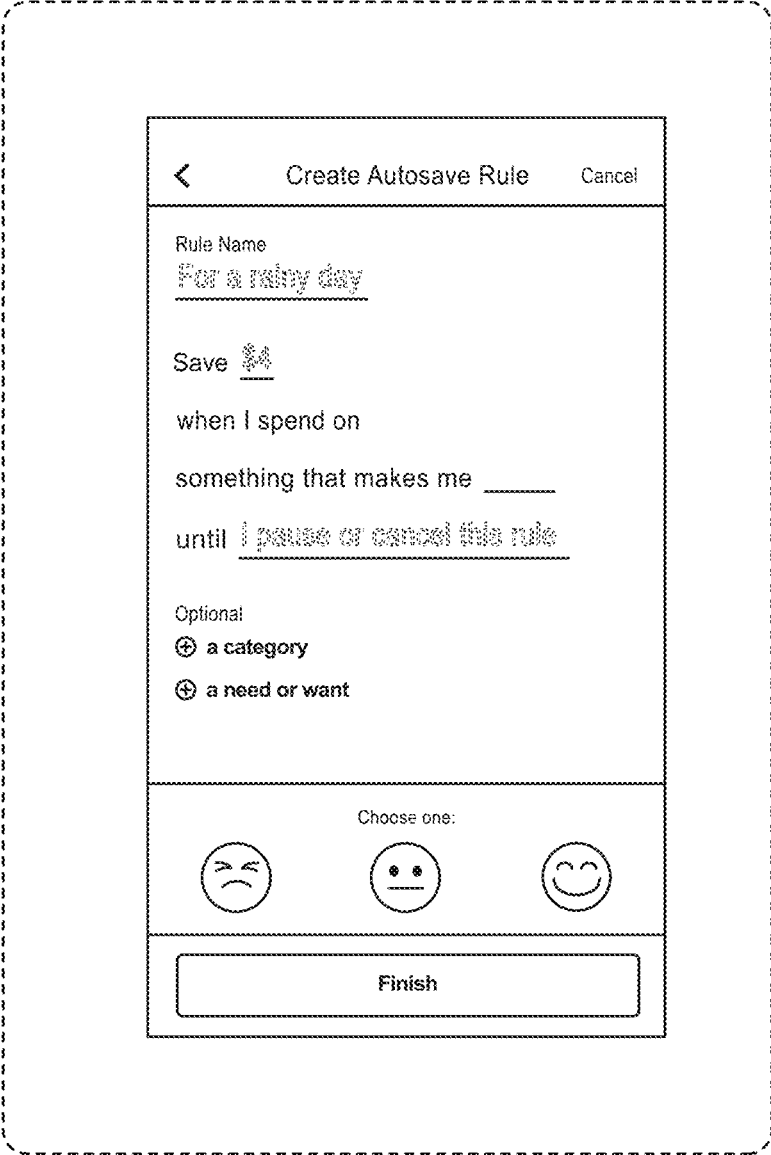 Create Autosave Rule Cancel
Rule Name
For a rainy day
Save $4
when I spend on
something that makes me
until I pause or cancel this rule
Optional
a category
a need or want
Choose one:
Finish